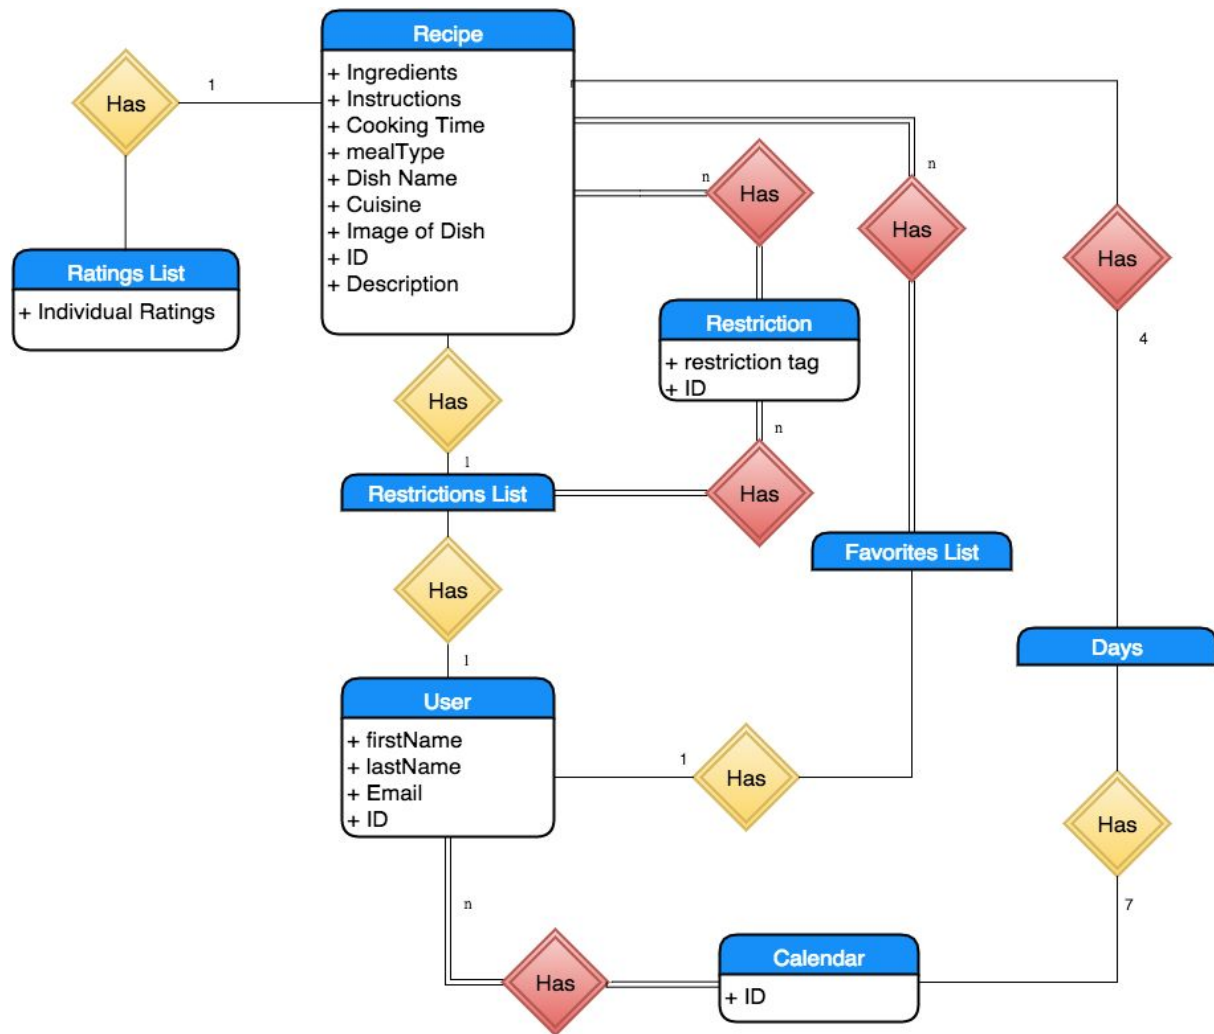 Recipe
+ Ingredients
+ Instructions
+ Cooking Time
+ mealType
+ Dish Name
+ Cuisine
+ Image of Dish
+ ID
+ Description
Has
1
Ratings List
+ Individual Ratings
n
Has
Restriction
+ restriction tag
+ ID
n
Has
n
Has
Has
4
Has
1
Restrictions List
Has
1
Favorites List
Days
User
+ firstName
+ lastName
+ Email
+ ID
1
Has
Has
7
n
Has
Calendar
+ ID